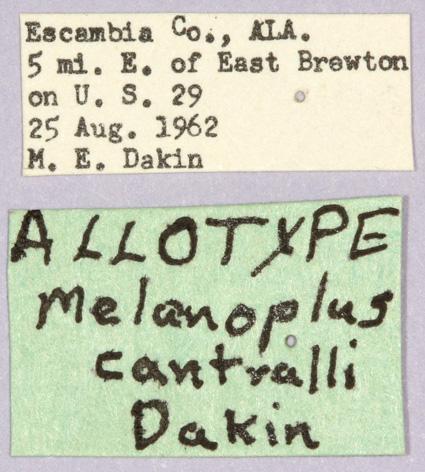 Escambia Co., ALA.
5 mi. E. of East Brewton
on U. S. 29
25 Aug. 1962
M. E. Dakin
ALLOTYPE
Melanoplus
cantralli
Dakin